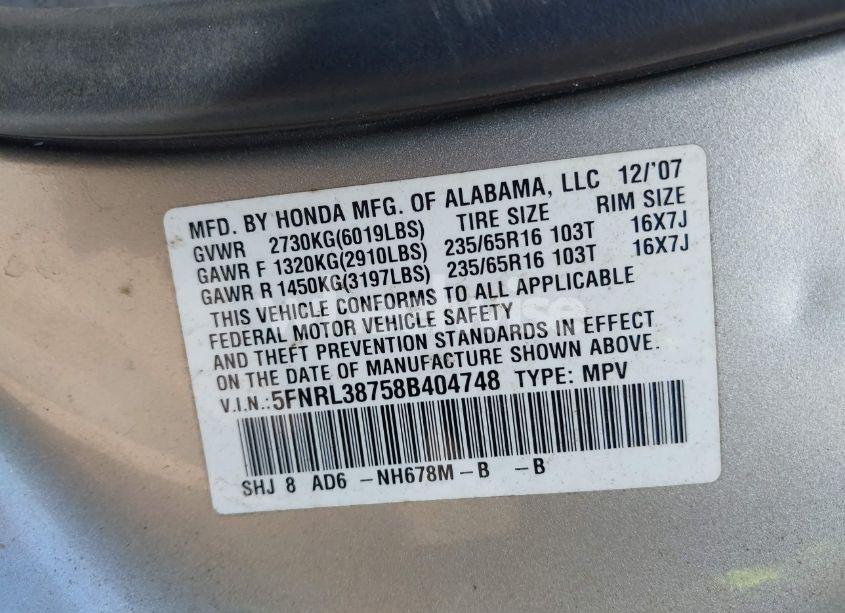 MFD. BY HONDA MFG. OF ALABAMA, LLC 12/'07
GVWR 2730KG(6019LBS) TIRE SIZE RIM SIZE
GAWR F 1320KG(2910LBS) 235/65R16 103T 16X7J
GAWR R 1450KG(3197LBS) 235/65R16 103T 16X7J
THIS VEHICLE CONFORMS TO ALL APPLICABLE
FEDERAL MOTOR VEHICLE SAFETY
AND THEFT PREVENTION STANDARDS IN EFFECT
ON THE DATE OF MANUFACTURE SHOWN ABOVE.
V.I.N.:5FNRL38758B404748 TYPE: MPV
SHJ 8 AD6 -NH678M-B -B